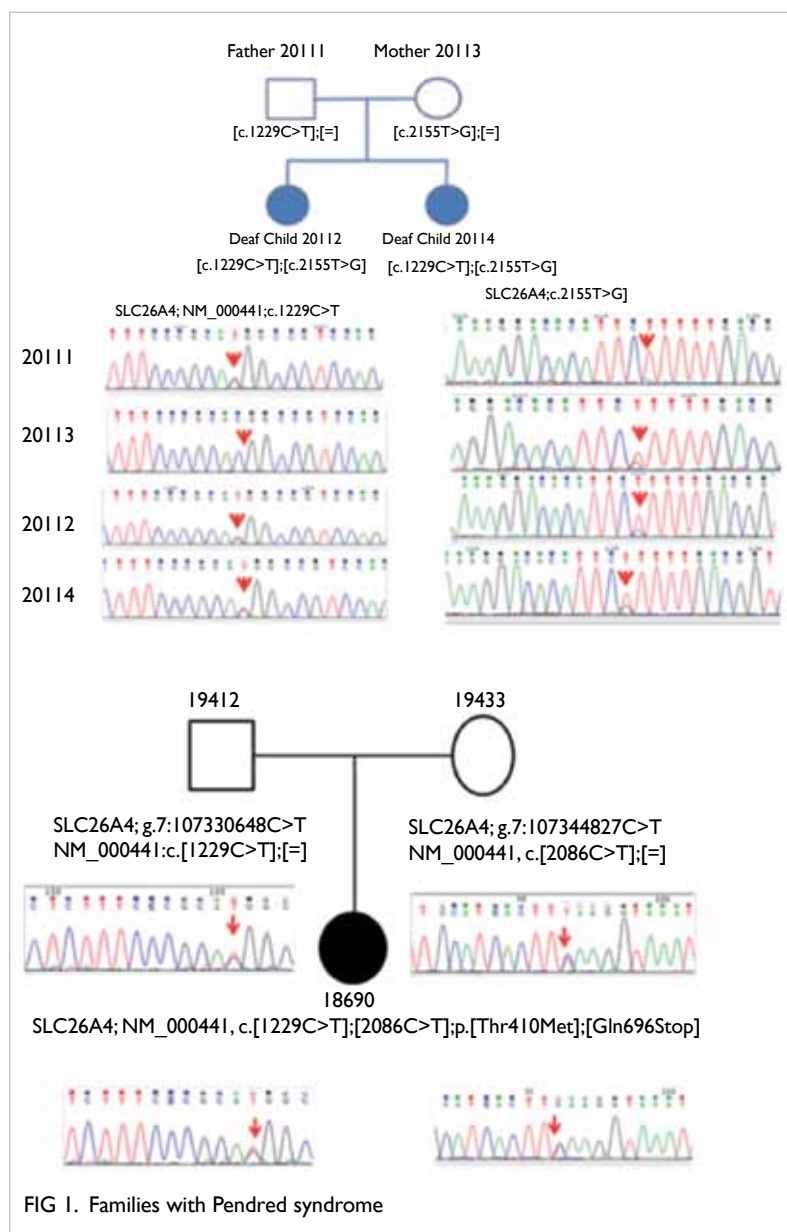 Father 20111 Mother 20113
[c.1229C>T];[=] [c.2155T>G];[=]
Deaf Child 20112 Deaf Child 20114
[c.1229C>T];[c.2155T>G] [c.1229C>T];[c.2155T>G]
SLC26A4; NM_000441;c.1229C>T SLC26A4;c.2155T>G]
20111
20113
20112
20114
19412 19433
SLC26A4; g.7:107330648C>T SLC26A4; g.7:107344827C>T
NM_000441:c.[1229C>T];[=] NM_000441, c.[2086C>T];[=]
18690
SLC26A4; NM_000441, c.[1229C>T];[2086C>T];p.[Thr410Met];[Gln696Stop]
FIG 1. Families with Pendred syndrome